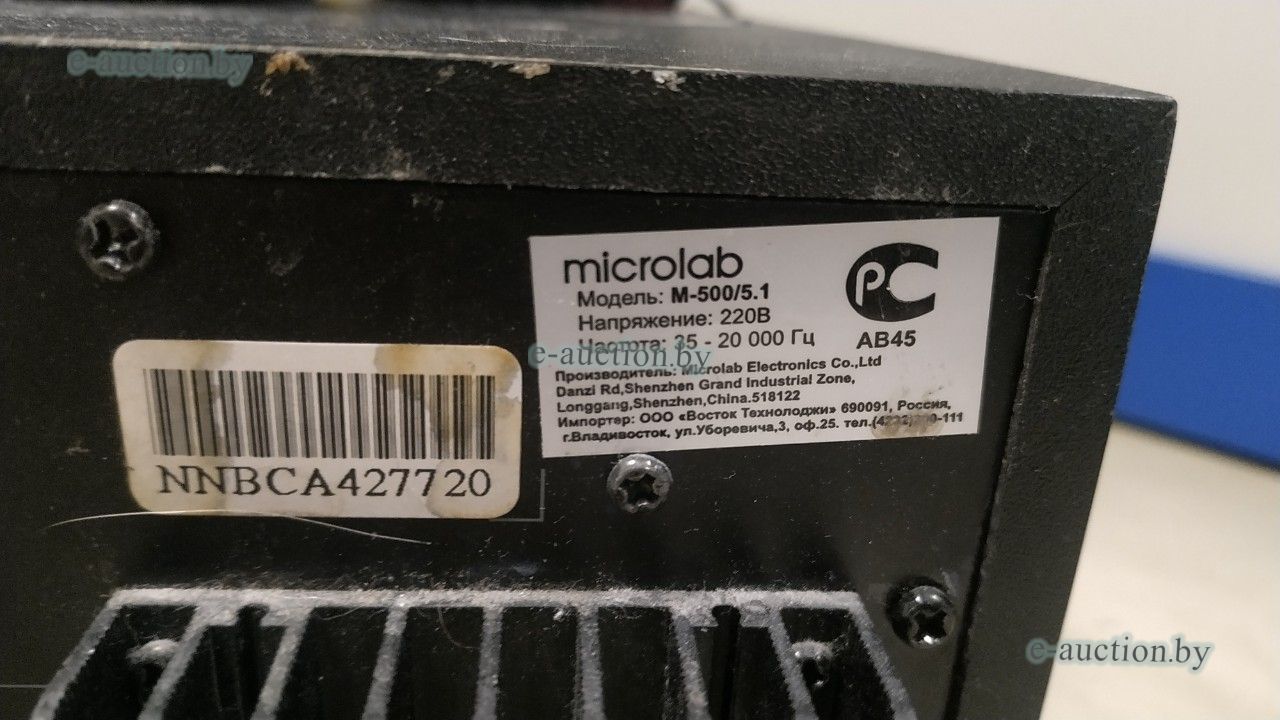 e-auction.by
microlab
Модель: M-500/5.1
Напряжение: 220В
Частота: 35 - 20 000 Гц
PC
АВ45
e-auction.by
Производитель: Microlab Electronics Co.,Ltd
Danzi Rd,Shenzhen Grand Industrial Zone,
Longgang,Shenzhen,China.518122
Импортер: ООО «Восток Технолоджи» 690091, Россия,
г.Владивосток, ул.Уборевича,3, оф.25. тел.
NNBCA427720
e-auction.by